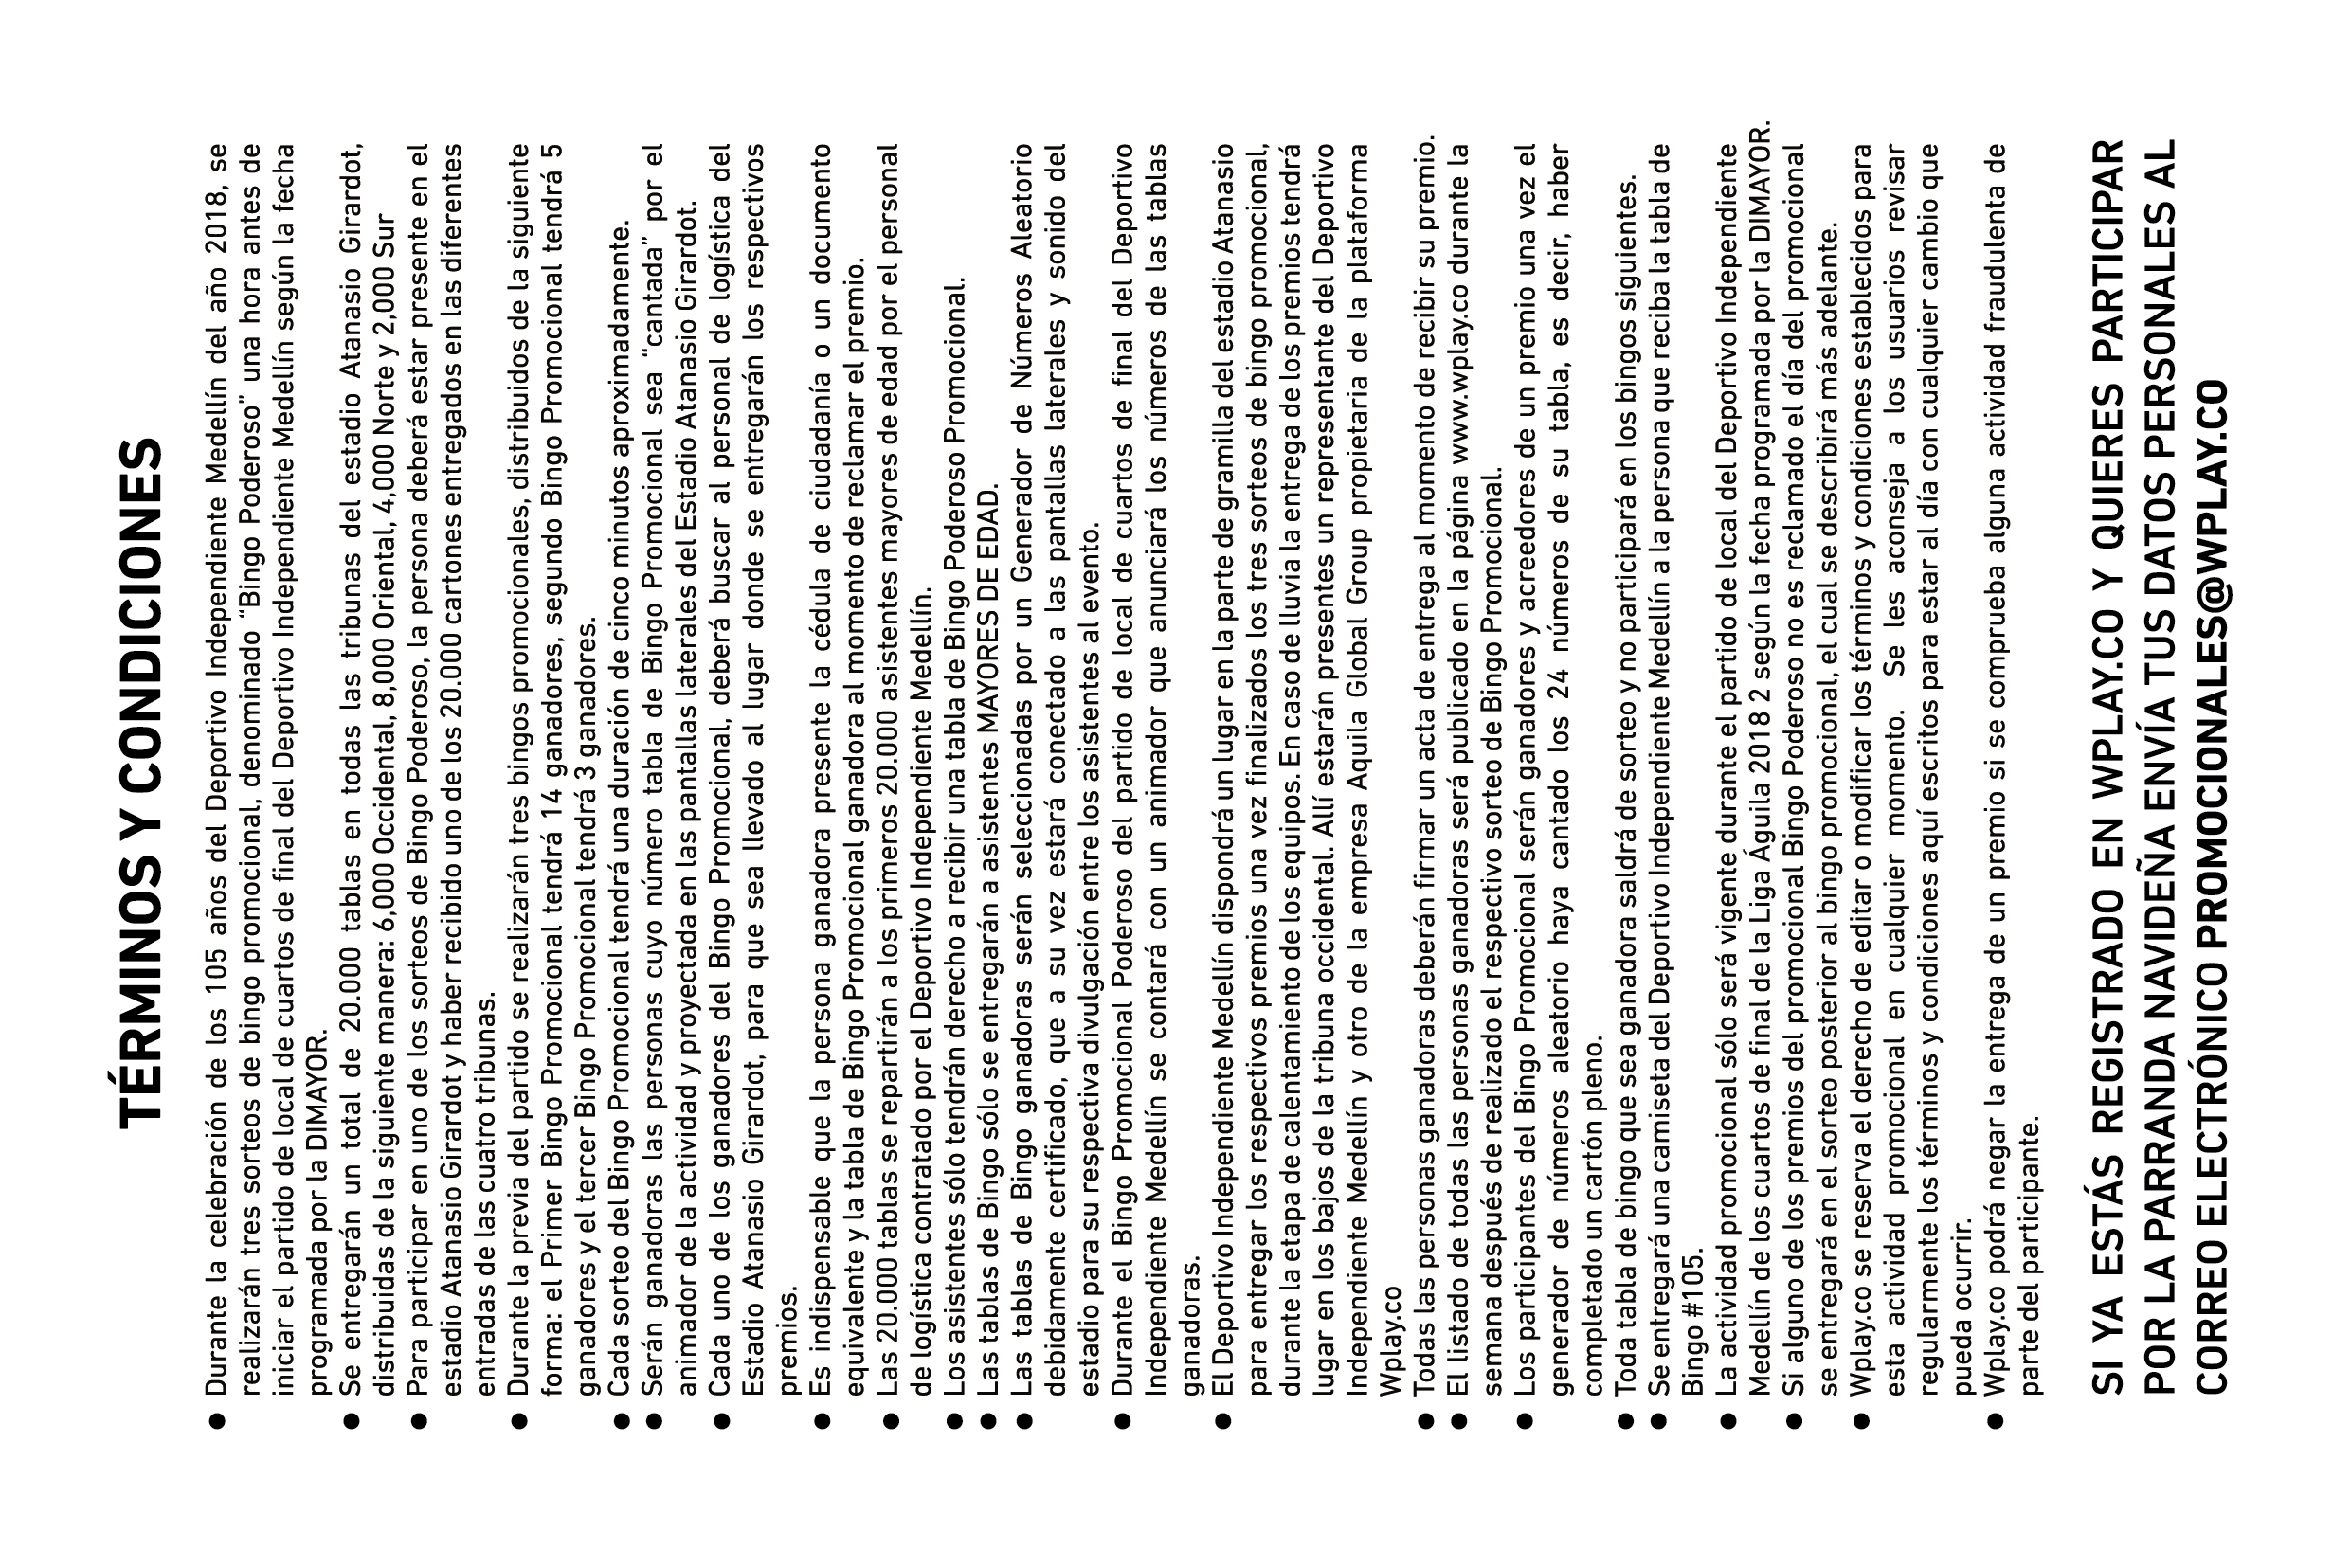 TÉRMINOS Y CONDICIONES
● Durante la celebración de los 105 años del Deportivo Independiente Medellín del año 2018, se
realizarán tres sorteos de bingo promocional, denominado “Bingo Poderoso” una hora antes de
iniciar el partido de local de cuartos de final del Deportivo Independiente Medellín según la fecha
programada por la DIMAYOR.
● Se entregarán un total de 20.000 tablas en todas las tribunas del estadio Atanasio Girardot,
distribuidas de la siguiente manera: 6,000 Occidental, 8,000 Oriental, 4,000 Norte y 2,000 Sur
● Para participar en uno de los sorteos de Bingo Poderoso, la persona deberá estar presente en el
estadio Atanasio Girardot y haber recibido uno de los 20.000 cartones entregados en las diferentes
entradas de las cuatro tribunas.
● Durante la previa del partido se realizarán tres bingos promocionales, distribuidos de la siguiente
forma: el Primer Bingo Promocional tendrá 14 ganadores, segundo Bingo Promocional tendrá 5
ganadores y el tercer Bingo Promocional tendrá 3 ganadores.
● Cada sorteo del Bingo Promocional tendrá una duración de cinco minutos aproximadamente.
● Serán ganadoras las personas cuyo número tabla de Bingo Promocional sea “cantada” por el
animador de la actividad y proyectada en las pantallas laterales del Estadio Atanasio Girardot.
● Cada uno de los ganadores del Bingo Promocional, deberá buscar al personal de logística del
Estadio Atanasio Girardot, para que sea llevado al lugar donde se entregarán los respectivos
premios.
● Es indispensable que la persona ganadora presente la cédula de ciudadanía o un documento
equivalente y la tabla de Bingo Promocional ganadora al momento de reclamar el premio.
● Las 20.000 tablas se repartirán a los primeros 20.000 asistentes mayores de edad por el personal
de logística contratado por el Deportivo Independiente Medellín.
● Los asistentes sólo tendrán derecho a recibir una tabla de Bingo Poderoso Promocional.
● Las tablas de Bingo sólo se entregarán a asistentes MAYORES DE EDAD.
● Las tablas de Bingo ganadoras serán seleccionadas por un Generador de Números Aleatorio
debidamente certificado, que a su vez estará conectado a las pantallas laterales y sonido del
estadio para su respectiva divulgación entre los asistentes al evento.
● Durante el Bingo Promocional Poderoso del partido de local de cuartos de final del Deportivo
Independiente Medellín se contará con un animador que anunciará los números de las tablas
ganadoras.
● El Deportivo Independiente Medellín dispondrá un lugar en la parte de gramilla del estadio Atanasio
para entregar los respectivos premios una vez finalizados los tres sorteos de bingo promocional,
durante la etapa de calentamiento de los equipos. En caso de lluvia la entrega de los premios tendrá
lugar en los bajos de la tribuna occidental. Allí estarán presentes un representante del Deportivo
Independiente Medellín y otro de la empresa Aquila Global Group propietaria de la plataforma
Wplay.co
● Todas las personas ganadoras deberán firmar un acta de entrega al momento de recibir su premio.
● El listado de todas las personas ganadoras será publicado en la página www.wplay.co durante la
semana después de realizado el respectivo sorteo de Bingo Promocional.
● Los participantes del Bingo Promocional serán ganadores y acreedores de un premio una vez el
generador de números aleatorio haya cantado los 24 números de su tabla, es decir, haber
completado un cartón pleno.
● Toda tabla de bingo que sea ganadora saldrá de sorteo y no participará en los bingos siguientes.
● Se entregará una camiseta del Deportivo Independiente Medellín a la persona que reciba la tabla de
Bingo #105.
● La actividad promocional sólo será vigente durante el partido de local del Deportivo Independiente
Medellín de los cuartos de final de la Liga Águila 2018 2 según la fecha programada por la DIMAYOR.
● Si alguno de los premios del promocional Bingo Poderoso no es reclamado el día del promocional
se entregará en el sorteo posterior al bingo promocional, el cual se describirá más adelante.
● Wplay.co se reserva el derecho de editar o modificar los términos y condiciones establecidos para
esta actividad promocional en cualquier momento. Se les aconseja a los usuarios revisar
regularmente los términos y condiciones aquí escritos para estar al día con cualquier cambio que
pueda ocurrir.
● Wplay.co podrá negar la entrega de un premio si se comprueba alguna actividad fraudulenta de
parte del participante.
SI YA ESTÁS REGISTRADO EN WPLAY.CO Y QUIERES PARTICIPAR
POR LA PARRANDA NAVIDEÑA ENVÍA TUS DATOS PERSONALES AL
CORREO ELECTRÓNICO PROMOCIONALES@WPLAY.CO